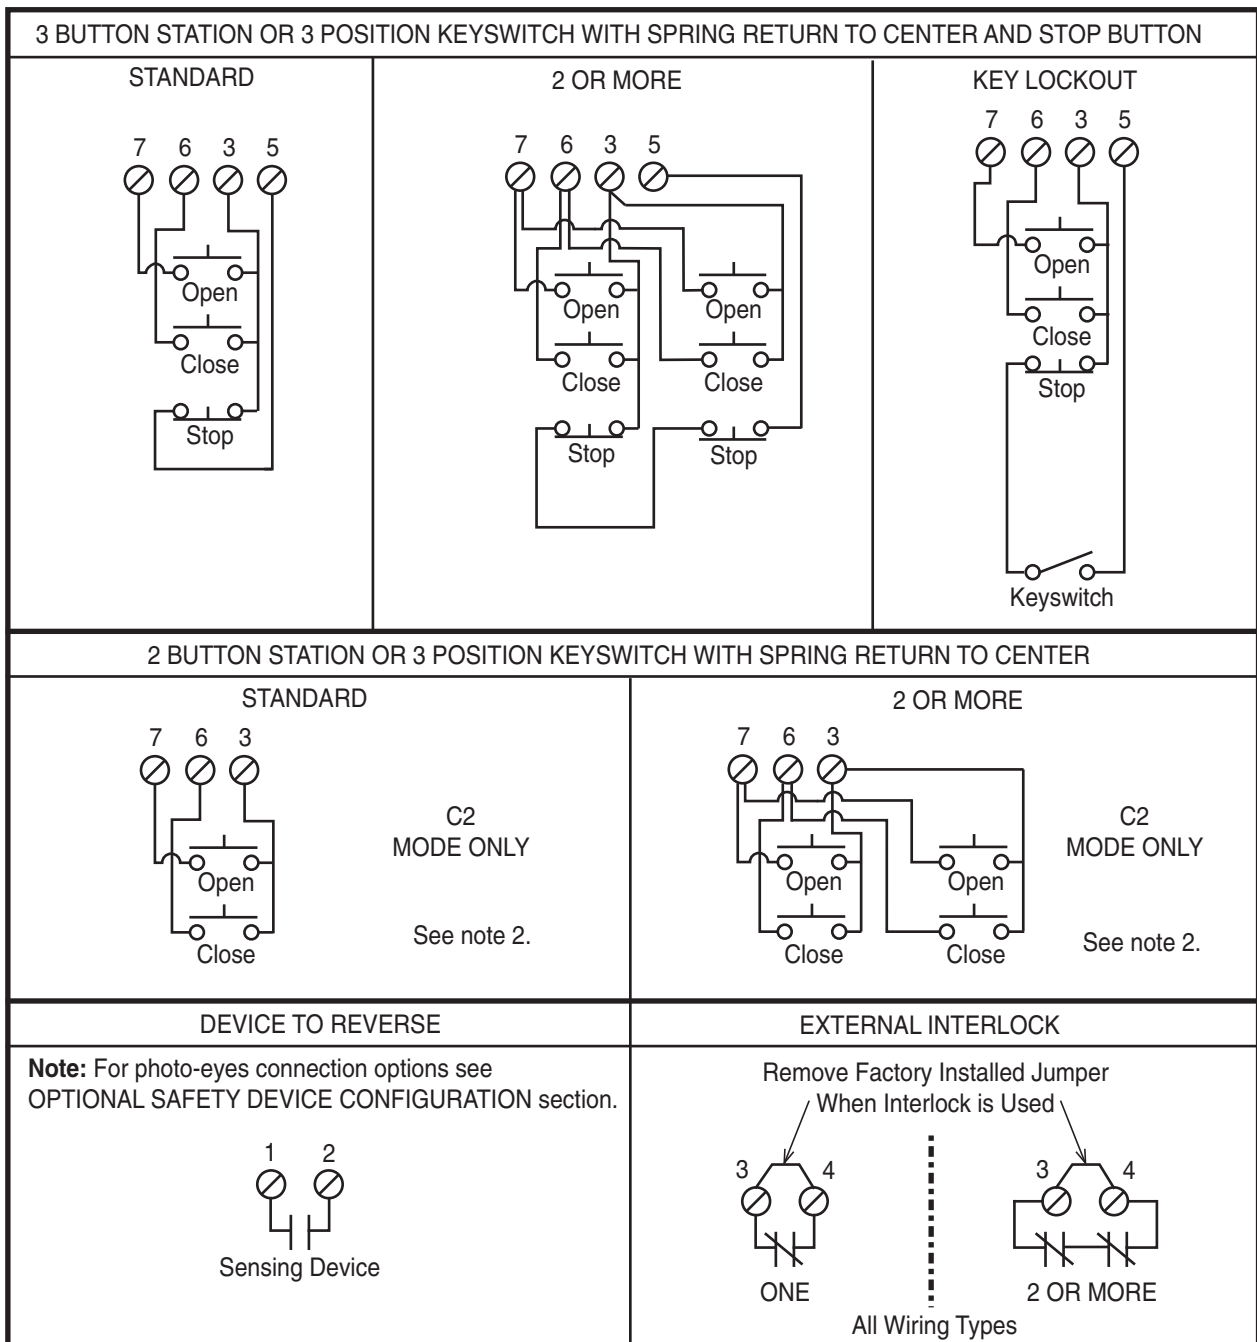 3 BUTTON STATION OR 3 POSITION KEYSWITCH WITH SPRING RETURN TO CENTER AND STOP BUTTON
STANDARD
7 6 3 5
Open
Close
Stop
2 OR MORE
7 6 3 5
Open Open
Close Close
Stop Stop
KEY LOCKOUT
7 6 3 5
Open
Close
Stop
Keyswitch
2 BUTTON STATION OR 3 POSITION KEYSWITCH WITH SPRING RETURN TO CENTER
STANDARD
7 6 3
Open
Close
C2
MODE ONLY
See note 2.
2 OR MORE
7 6 3
Open Open
Close Close
C2
MODE ONLY
See note 2.
DEVICE TO REVERSE
Note: For photo-eyes connection options see
OPTIONAL SAFETY DEVICE CONFIGURATION section.
1 2
Sensing Device
EXTERNAL INTERLOCK
Remove Factory Installed Jumper
When Interlock is Used
3 4
ONE
3 4
2 OR MORE
All Wiring Types